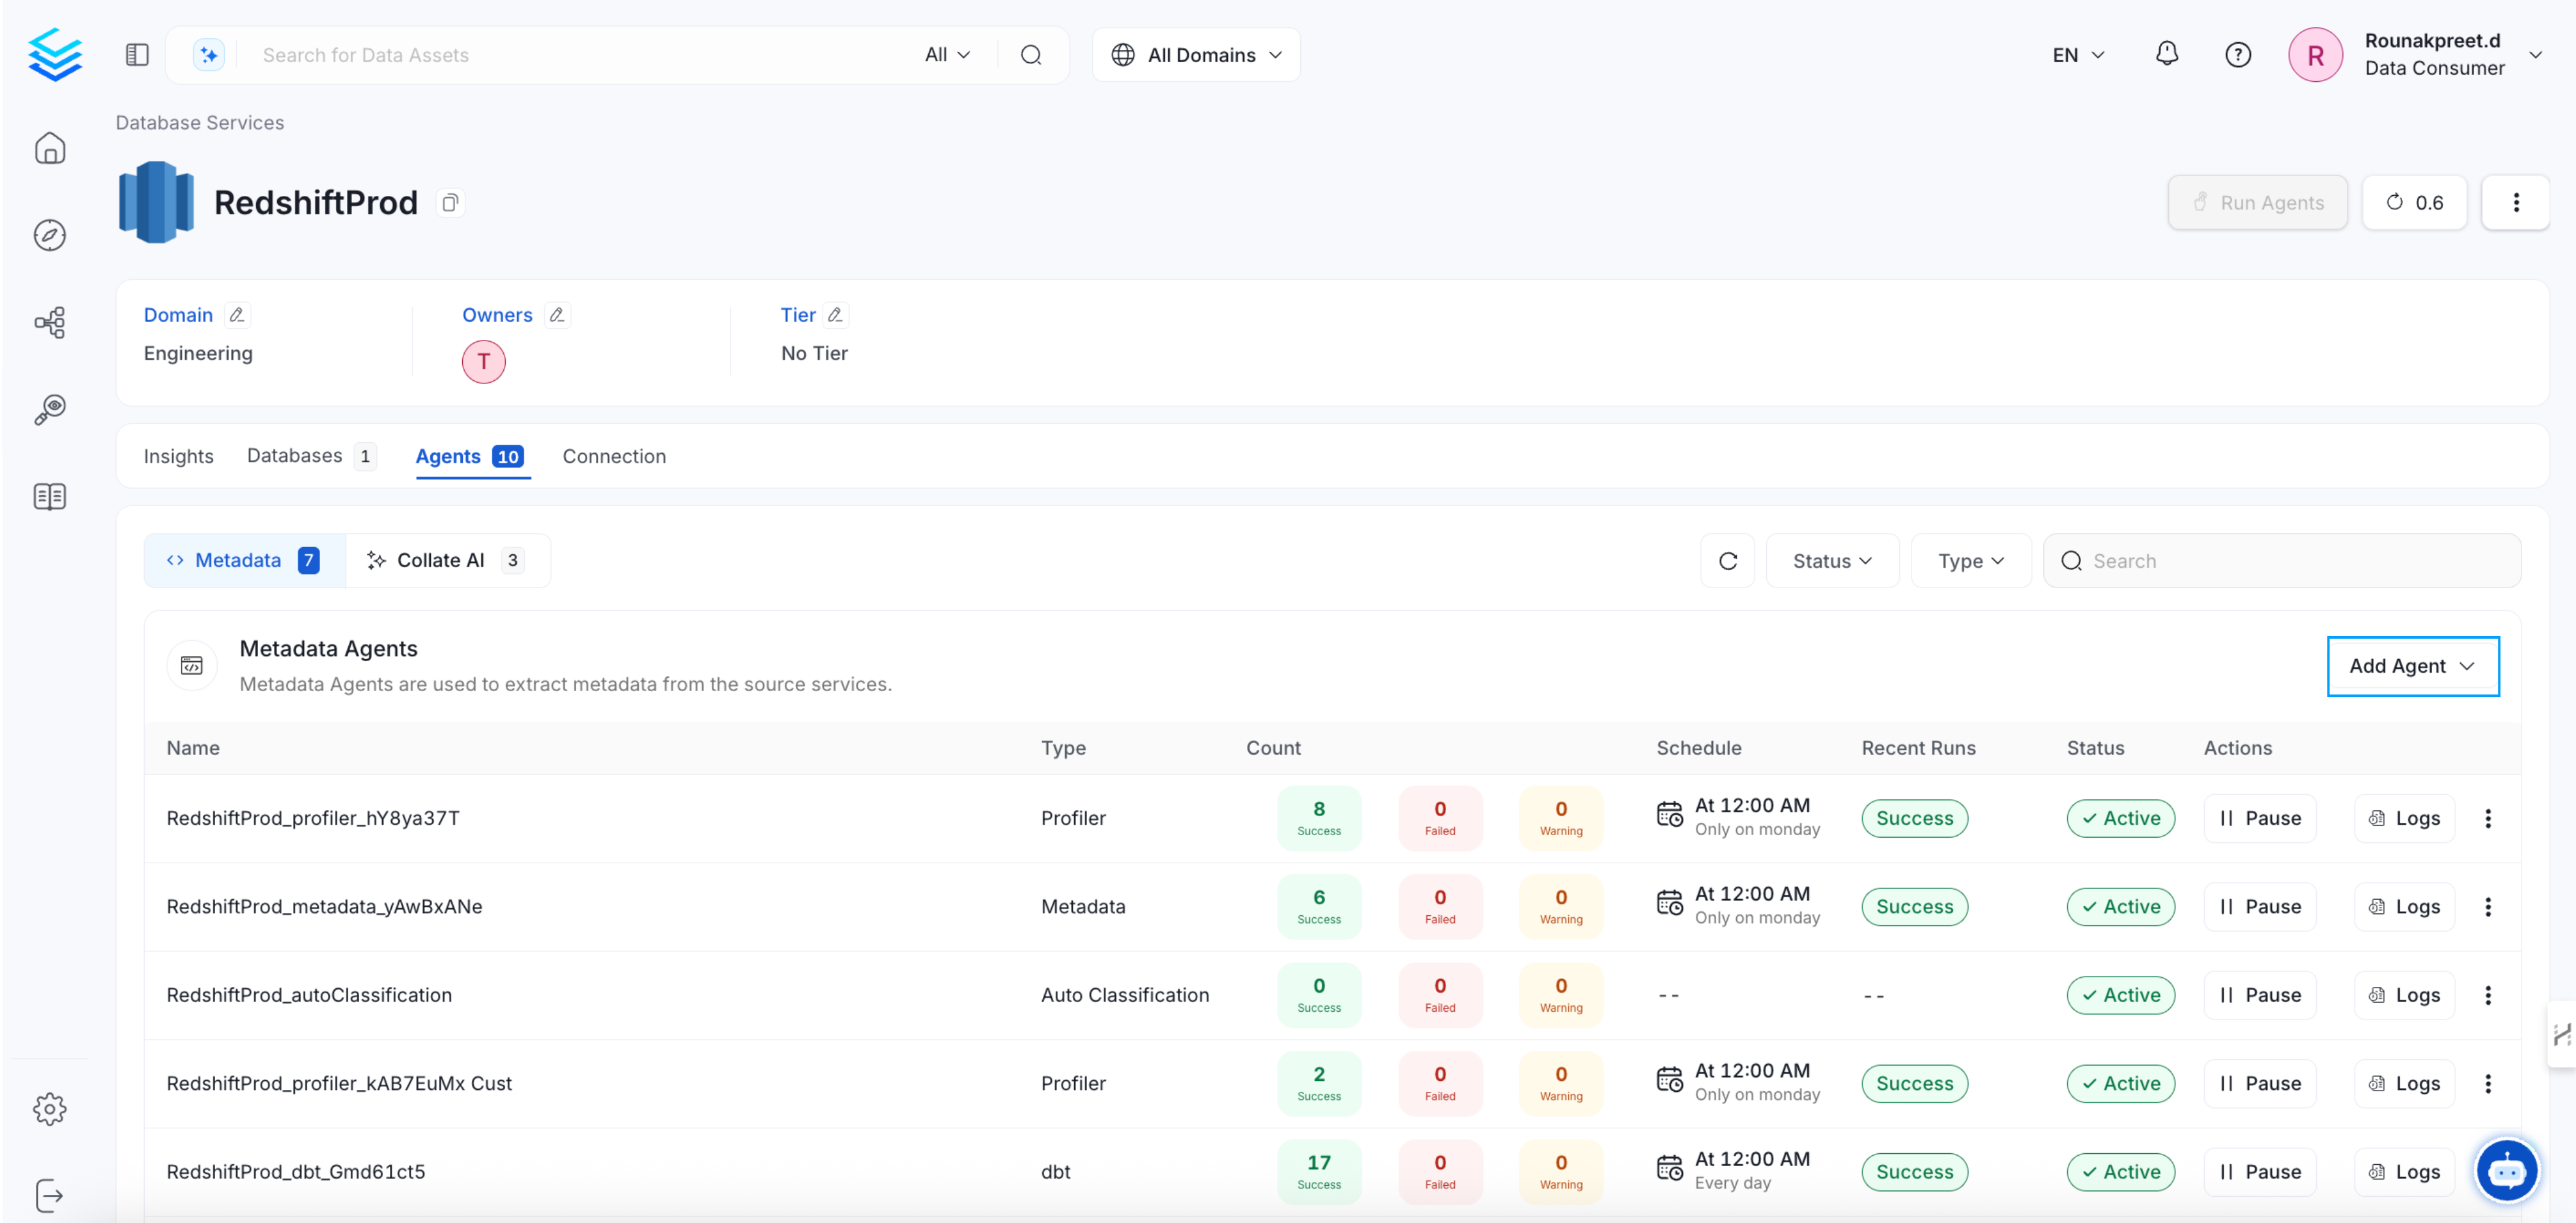 Search for Data Assets All All Domains EN Rounakpreet.d
Data Consumer
R
Database Services
RedshiftProd Run Agents 0.6
Domain Owners Tier
Engineering T No Tier
Insights Databases 1 Agents 10 Connection
Metadata 7 Collate AI 3 Status Type Search
Metadata Agents
Metadata Agents are used to extract metadata from the source services.
Add Agent
Name Type Count Schedule Recent Runs Status Actions
RedshiftProd_profiler_hY8ya37T Profiler 8 Success 0 Failed 0 Warning At 12:00 AM Only on monday Success Active Pause Logs
RedshiftProd_metadata_yAwBxANe Metadata 6 Success 0 Failed 0 Warning At 12:00 AM Only on monday Success Active Pause Logs
RedshiftProd_autoClassification Auto Classification 0 Success 0 Failed 0 Warning -- -- Active Pause Logs
RedshiftProd_profiler_kAB7EuMx Cust Profiler 2 Success 0 Failed 0 Warning At 12:00 AM Only on monday Success Active Pause Logs
RedshiftProd_dbt_Gmd61ct5 dbt 17 Success 0 Failed 0 Warning At 12:00 AM Every day Success Active Pause Logs